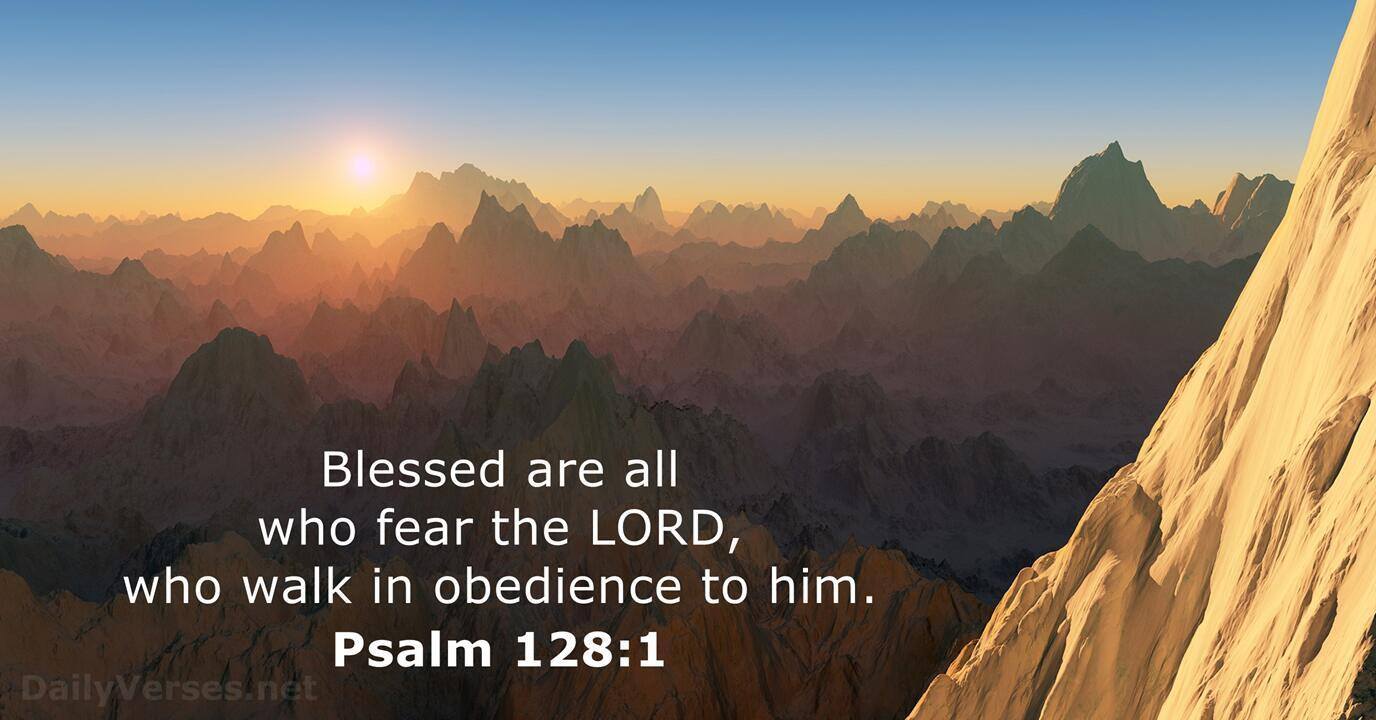 Blessed are all
who fear the LORD,
who walk in obedience to him.
Psalm 128:1
DailyVerses.net